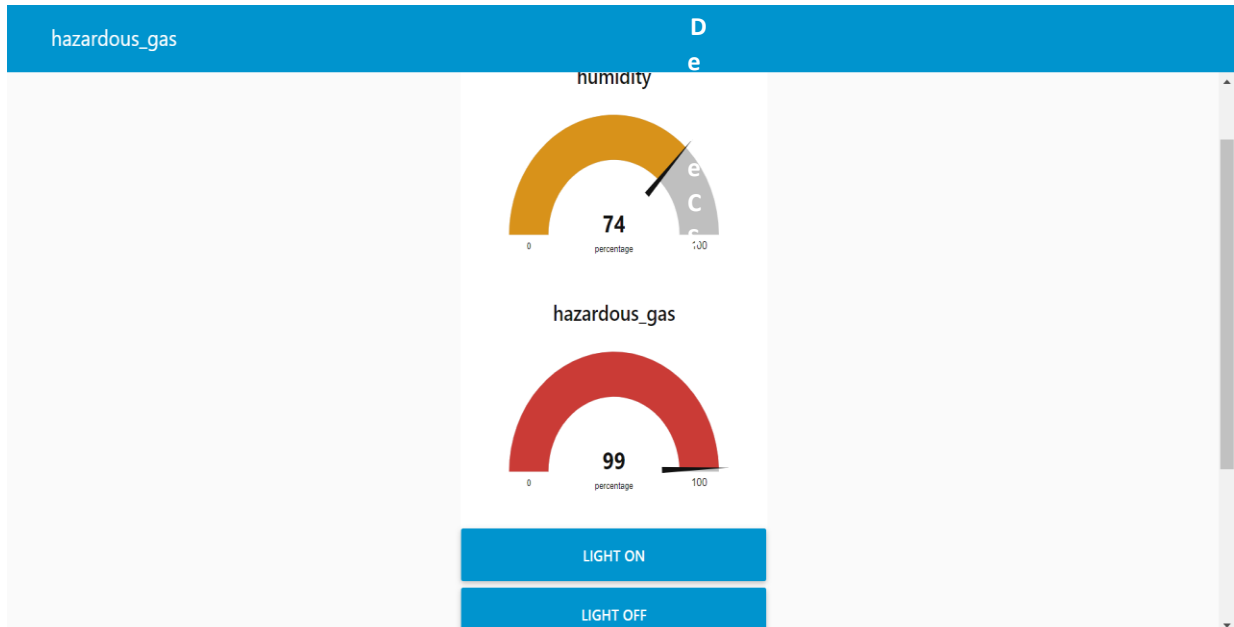 hazardous_gas
D
e
humidity
e
C
74
0
percentage
100
hazardous_gas
99
0
percentage
100
LIGHT ON
LIGHT OFF